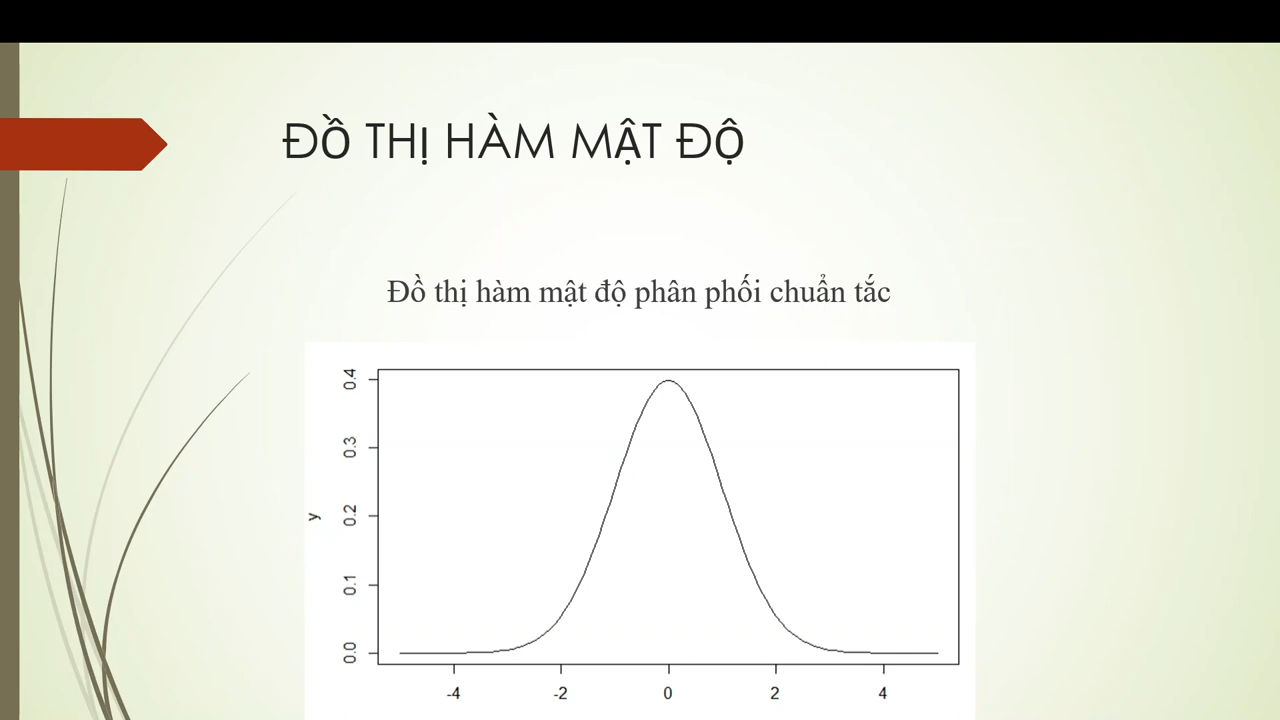 ĐỒ THỊ HÀM MẬT ĐỘ
Đồ thị hàm mật độ phân phối chuẩn tắc
0.4
0.3
0.2
0.1
0.0
y
-4 -2 0 2 4